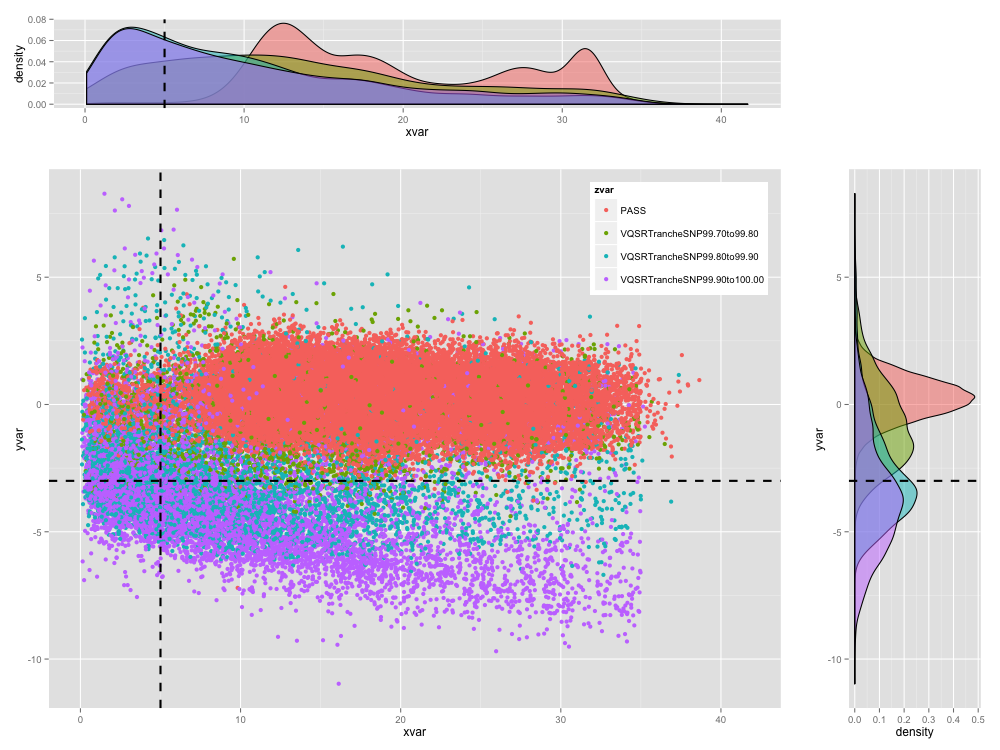 0.08
0.06
0.04
0.02
0.00
density
0 10 20 30 40
xvar
zvar
PASS
VQSRTrancheSNP99.70to99.80
VQSRTrancheSNP99.80to99.90
VQSRTrancheSNP99.90to100.00
5
0
-5
-10
yvar
0 10 20 30 40
xvar
5
0
-5
-10
yvar
0.0 0.1 0.2 0.3 0.4 0.5
density